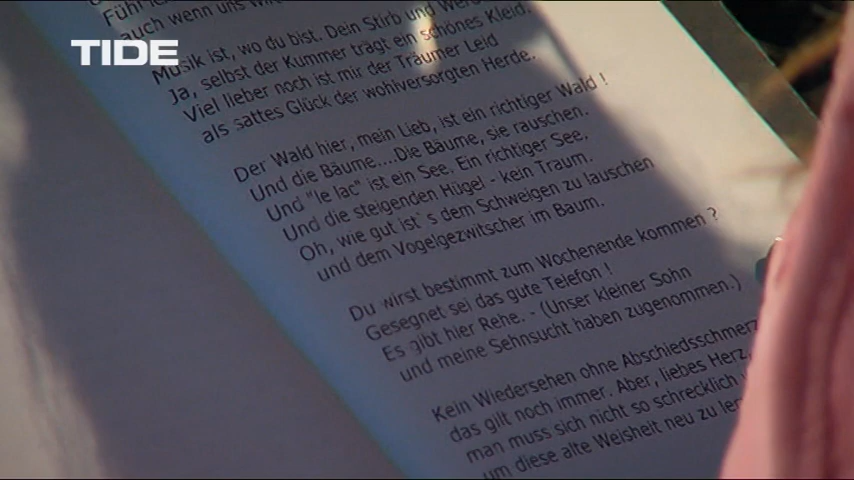 TIDE
Führ
auch wenn uns
Musik ist, wo du bist. Dein Stirb und
Ja, selbst der Kummer trägt ein schönes Kleid.
Viel lieber noch ist mir der Träumer Leid
als sattes Glück der wohlversorgten Herde.
Der Wald hier, mein Lieb, ist ein richtiger Wald !
Und die Bäume....Die Bäume, sie rauschen.
Und "le lac" ist ein See. Ein richtiger See.
Und die steigenden Hügel - kein Traum.
Oh, wie gut ist`s dem Schweigen zu lauschen
und dem Vogelgezwitscher im Baum.
Du wirst bestimmt zum Wochenende kommen ?
Gesegnet sei das gute Telefon !
Es gibt hier Rehe. - (Unser kleiner Sohn
und meine Sehnsucht haben zugenommen.)
Kein Wiedersehen ohne Abschiedsschmerz
das gilt noch immer. Aber, liebes Herz,
man muss sich nicht so schrecklich
um diese alte Weisheit neu zu